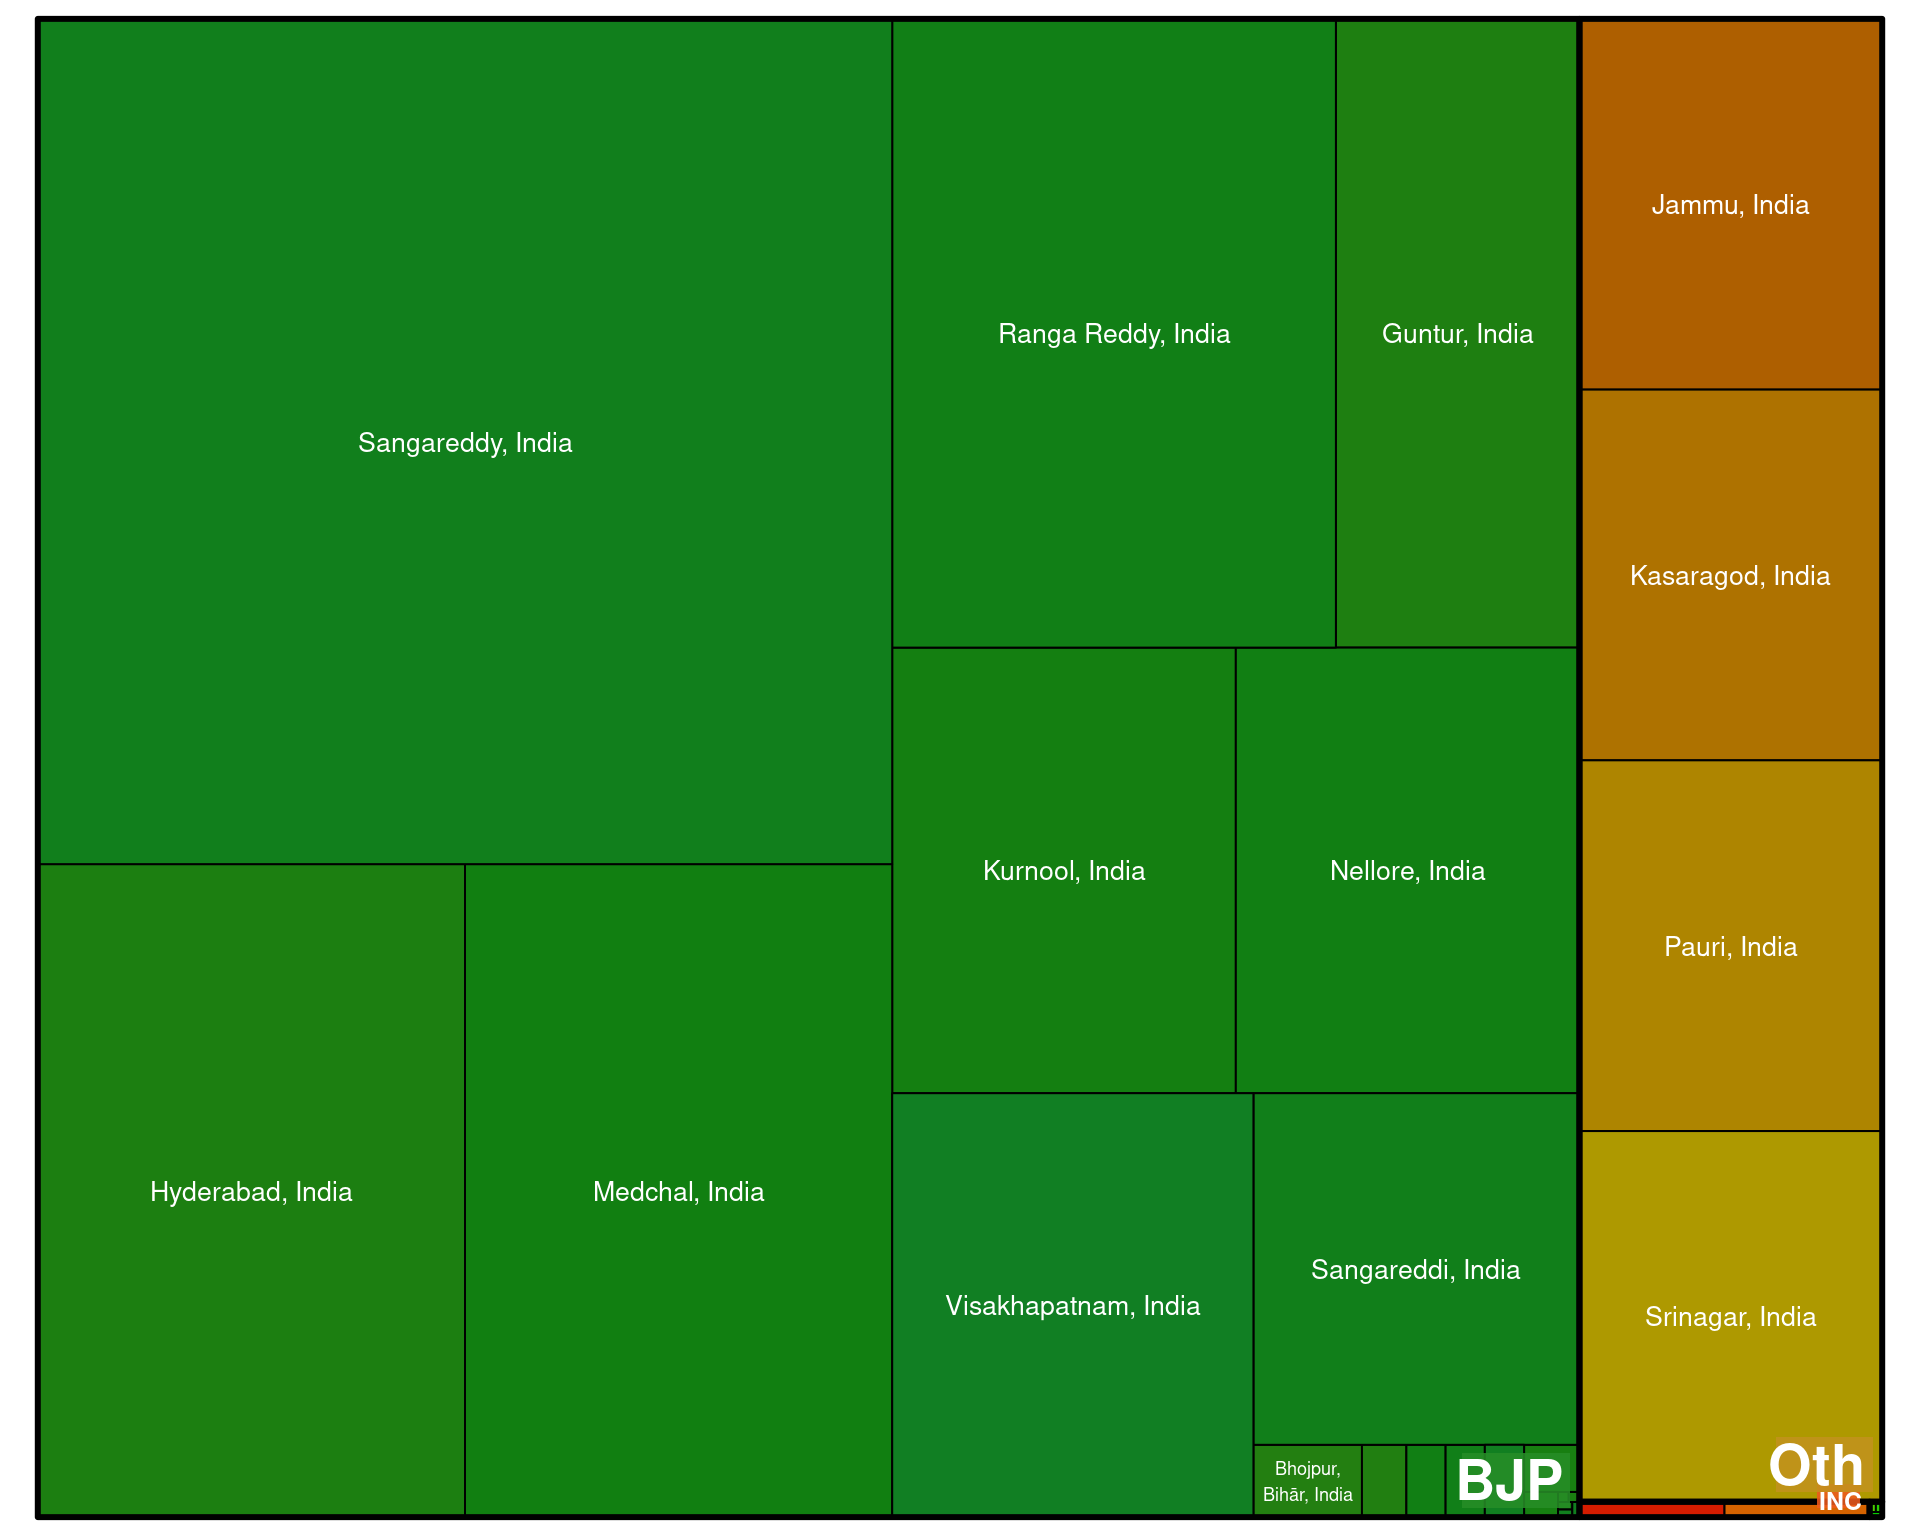 Sangareddy, India
Ranga Reddy, India
Guntur, India
Jammu, India
Kasaragod, India
Kurnool, India
Nellore, India
Pauri, India
Hyderabad, India
Medchal, India
Visakhapatnam, India
Sangareddi, India
Srinagar, India
Bhojpur,
Bihār, India
BJP
Oth
INC